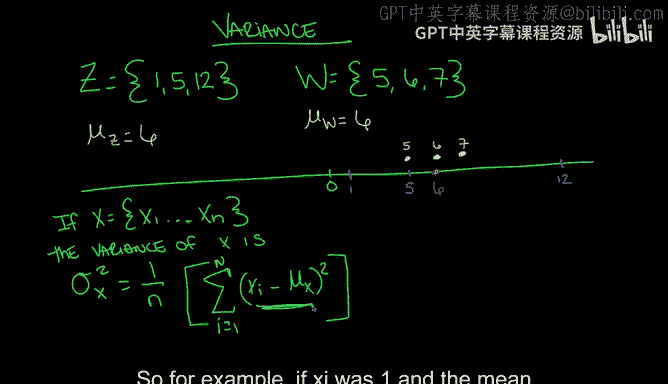 GPT中英字幕课程资源@bilibili.com
GPT中英字幕课程资源 bilibili
VARIANCE
Z = {1, 5, 12} W = {5, 6, 7}
μz = 6 μw = 6
5 6 7
0 1 5 6 12
If X = {x1 ... xn}
the VARIANCE OF X is
σx² = 1/n [ N Σ i=1 (xi - μx)² ]
So for example, if xi was 1 and the mean